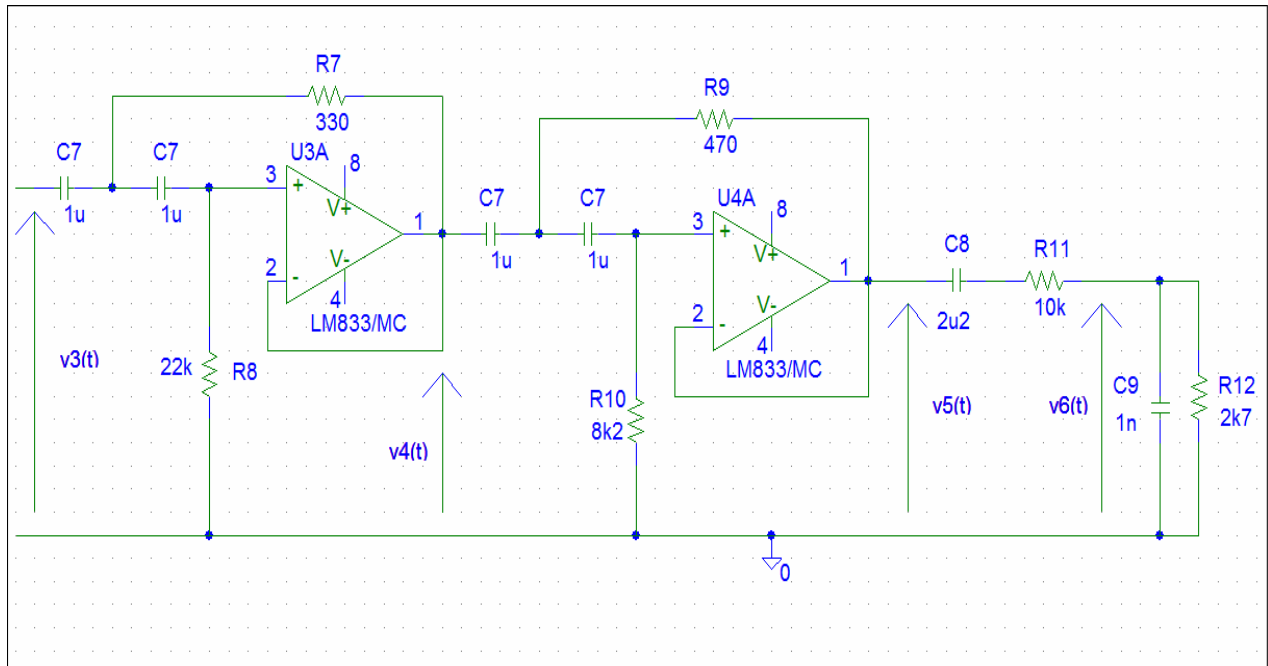 R7
330
R9
470
C7
1u
C7
1u
U3A
8
3
+
V+
1
V-
2
-
4
LM833/MC
C7
1u
C7
1u
U4A
8
3
+
V+
1
V-
2
-
4
LM833/MC
C8
2u2
R11
10k
v3(t)
22k
R8
v4(t)
R10
8k2
v5(t)
v6(t)
C9
1n
R12
2k7
0